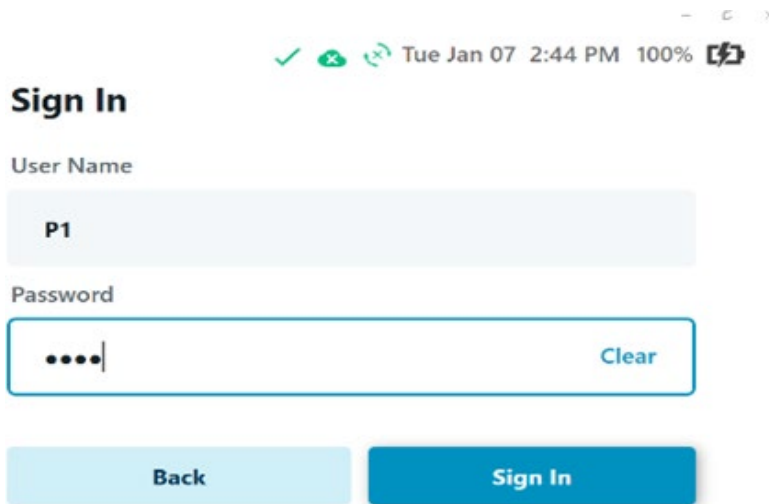 Tue Jan 07 2:44 PM 100%
Sign In
User Name
P1
Password
•••• Clear
Back Sign In